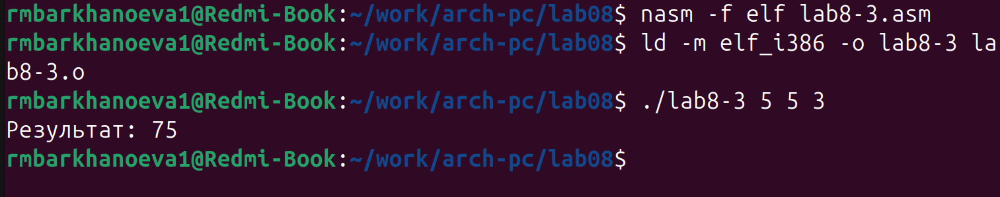 rmbarkhanoeva1@Redmi-Book:~/work/arch-pc/lab08$ nasm -f elf lab8-3.asm
rmbarkhanoeva1@Redmi-Book:~/work/arch-pc/lab08$ ld -m elf_i386 -o lab8-3 la
b8-3.o
rmbarkhanoeva1@Redmi-Book:~/work/arch-pc/lab08$ ./lab8-3 5 5 3
Результат: 75
rmbarkhanoeva1@Redmi-Book:~/work/arch-pc/lab08$